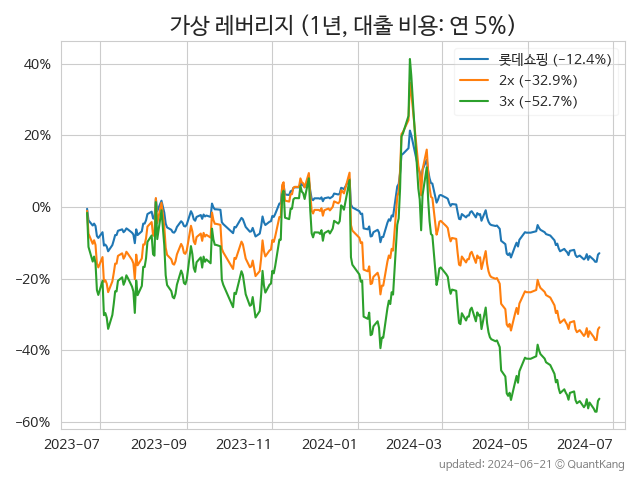 가상 레버리지 (1년, 대출 비용: 연 5%)
롯데쇼핑 (−12.4%)
2x (−32.9%)
3x (−52.7%)
40%
20%
0%
−20%
−40%
−60%
2023-07 2023-09 2023-11 2024-01 2024-03 2024-05 2024-07
updated: 2024-06-21 © QuantKang